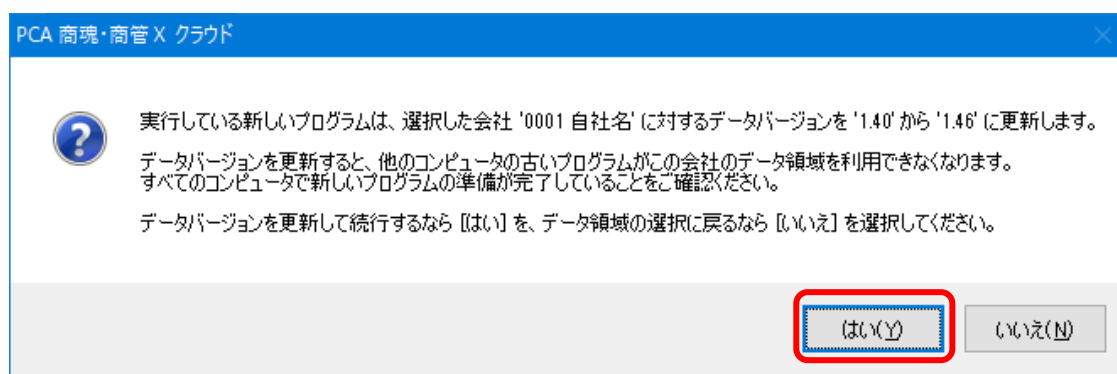 PCA 商魂・商管 X クラウド
実行している新しいプログラムは、選択した会社 '0001 自社名' に対するデータバージョンを '1.40' から '1.46' に更新します。
データバージョンを更新すると、他のコンピュータの古いプログラムがこの会社のデータ領域を利用できなくなります。
すべてのコンピュータで新しいプログラムの準備が完了していることをご確認ください。
データバージョンを更新して続行するなら [はい] を、データ領域の選択に戻るなら [いいえ] を選択してください。
はい(Y)
いいえ(N)